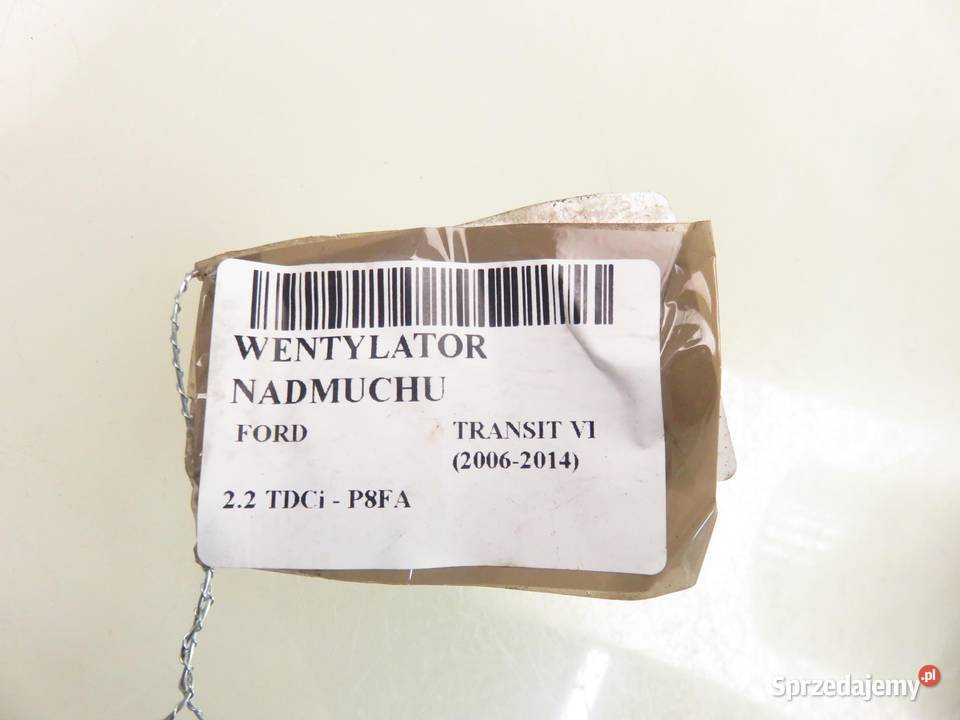 WENTYLATOR
NADMUCHU
FORD TRANSIT VI
(2006-2014)
2.2 TDCi - P8FA
Sprzedajemy.pl